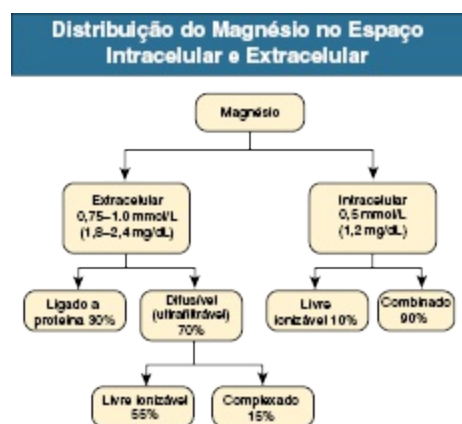 Distribuição do Magnésio no Espaço
Intracelular e Extracelular
Magnésio
Extracelular
0,75–1.0 mmol/L
(1,8–2,4 mg/dL)
Intracelular
0,5 mmol/L
(1,2 mg/dL)
Ligado a
proteína 30%
Difusível
(ultrafiltrável)
70%
Livre
ionizável 10%
Combinado
90%
Livre ionizável
55%
Complexado
15%